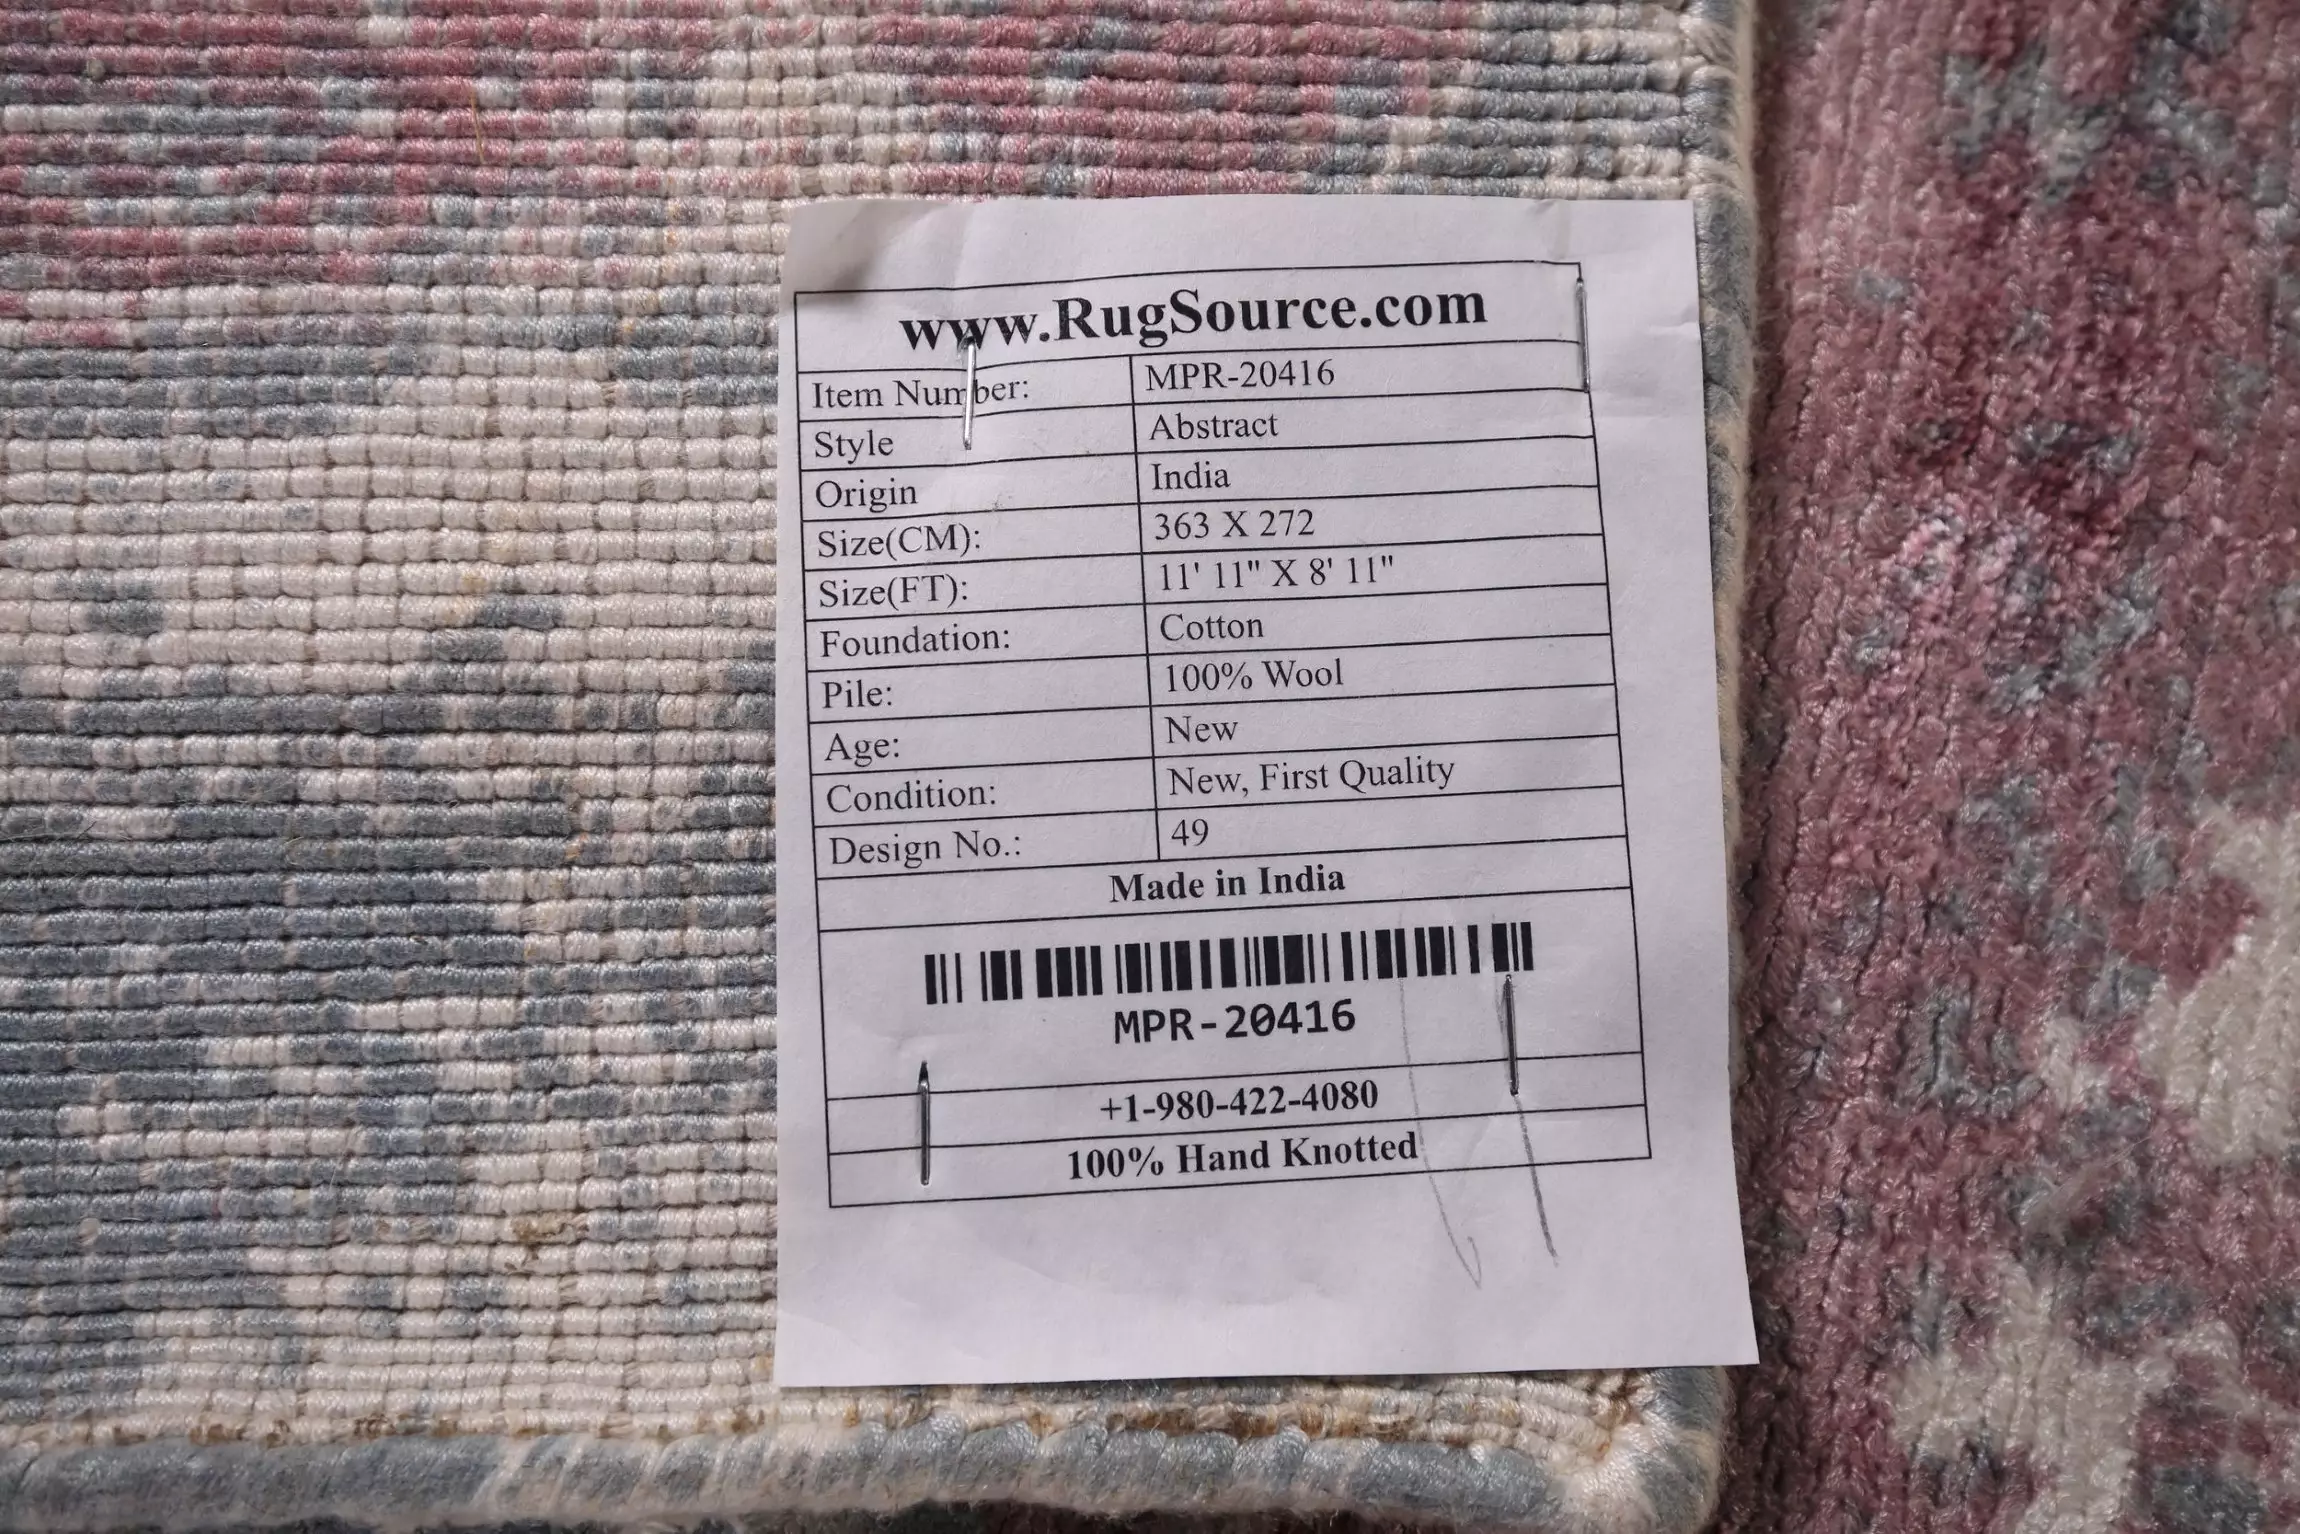 www.RugSource.com
Item Number: MPR-20416
Style Abstract
Origin India
Size(CM): 363 X 272
Size(FT): 11' 11" X 8' 11"
Foundation: Cotton
Pile: 100% Wool
Age: New
Condition: New, First Quality
Design No.: 49
Made in India
MPR-20416
+1-980-422-4080
100% Hand Knotted